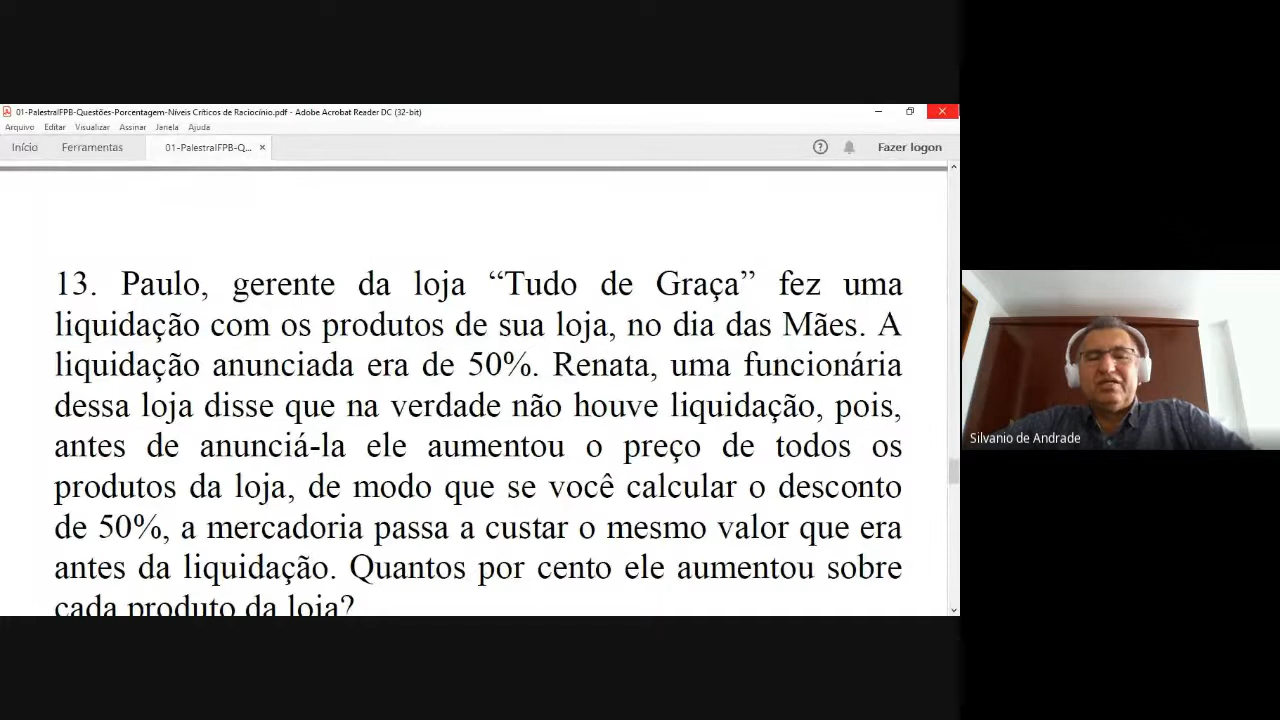 01-PalestraIFPB-Questões-Porcentagem-Níveis Críticos de Raciocínio.pdf - Adobe Acrobat Reader DC (32-bit)
Arquivo Editar Visualizar Assinar Janela Ajuda
Início Ferramentas 01-PalestraIFPB-Q... × ? Fazer logon
13. Paulo, gerente da loja “Tudo de Graça” fez uma
liquidação com os produtos de sua loja, no dia das Mães. A
liquidação anunciada era de 50%. Renata, uma funcionária
dessa loja disse que na verdade não houve liquidação, pois,
antes de anunciá-la ele aumentou o preço de todos os
produtos da loja, de modo que se você calcular o desconto
de 50%, a mercadoria passa a custar o mesmo valor que era
antes da liquidação. Quantos por cento ele aumentou sobre
cada produto da loja?
Silvanio de Andrade